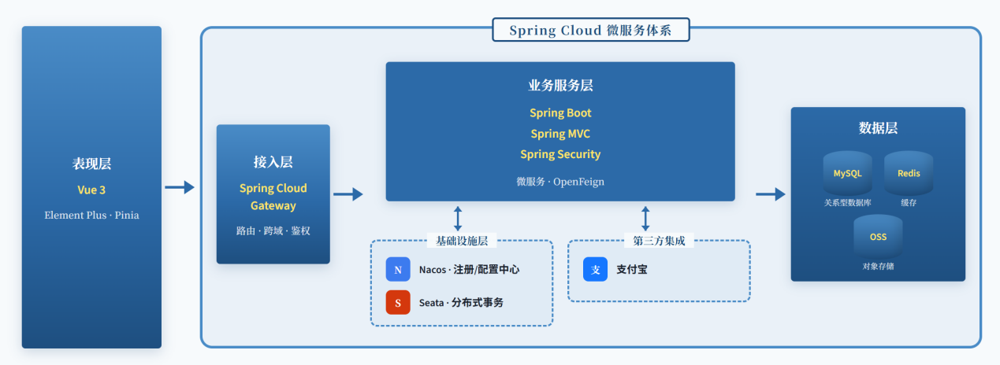 Spring Cloud 微服务体系
表现层
Vue 3
Element Plus · Pinia
接入层
Spring Cloud
Gateway
路由 · 跨域 · 鉴权
业务服务层
Spring Boot
Spring MVC
Spring Security
微服务 · OpenFeign
基础设施层
N Nacos · 注册/配置中心
S Seata · 分布式事务
第三方集成
支 支付宝
数据层
MySQL
关系型数据库
Redis
缓存
OSS
对象存储